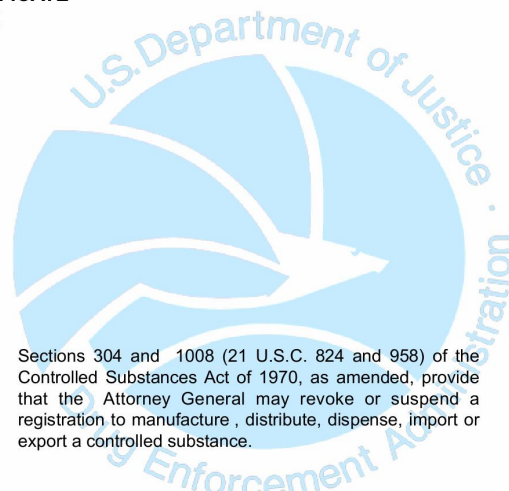 U.S. Department of Justice ·
Drug Enforcement Administration
Sections 304 and 1008 (21 U.S.C. 824 and 958) of the
Controlled Substances Act of 1970, as amended, provide
that the Attorney General may revoke or suspend a
registration to manufacture , distribute, dispense, import or
export a controlled substance.